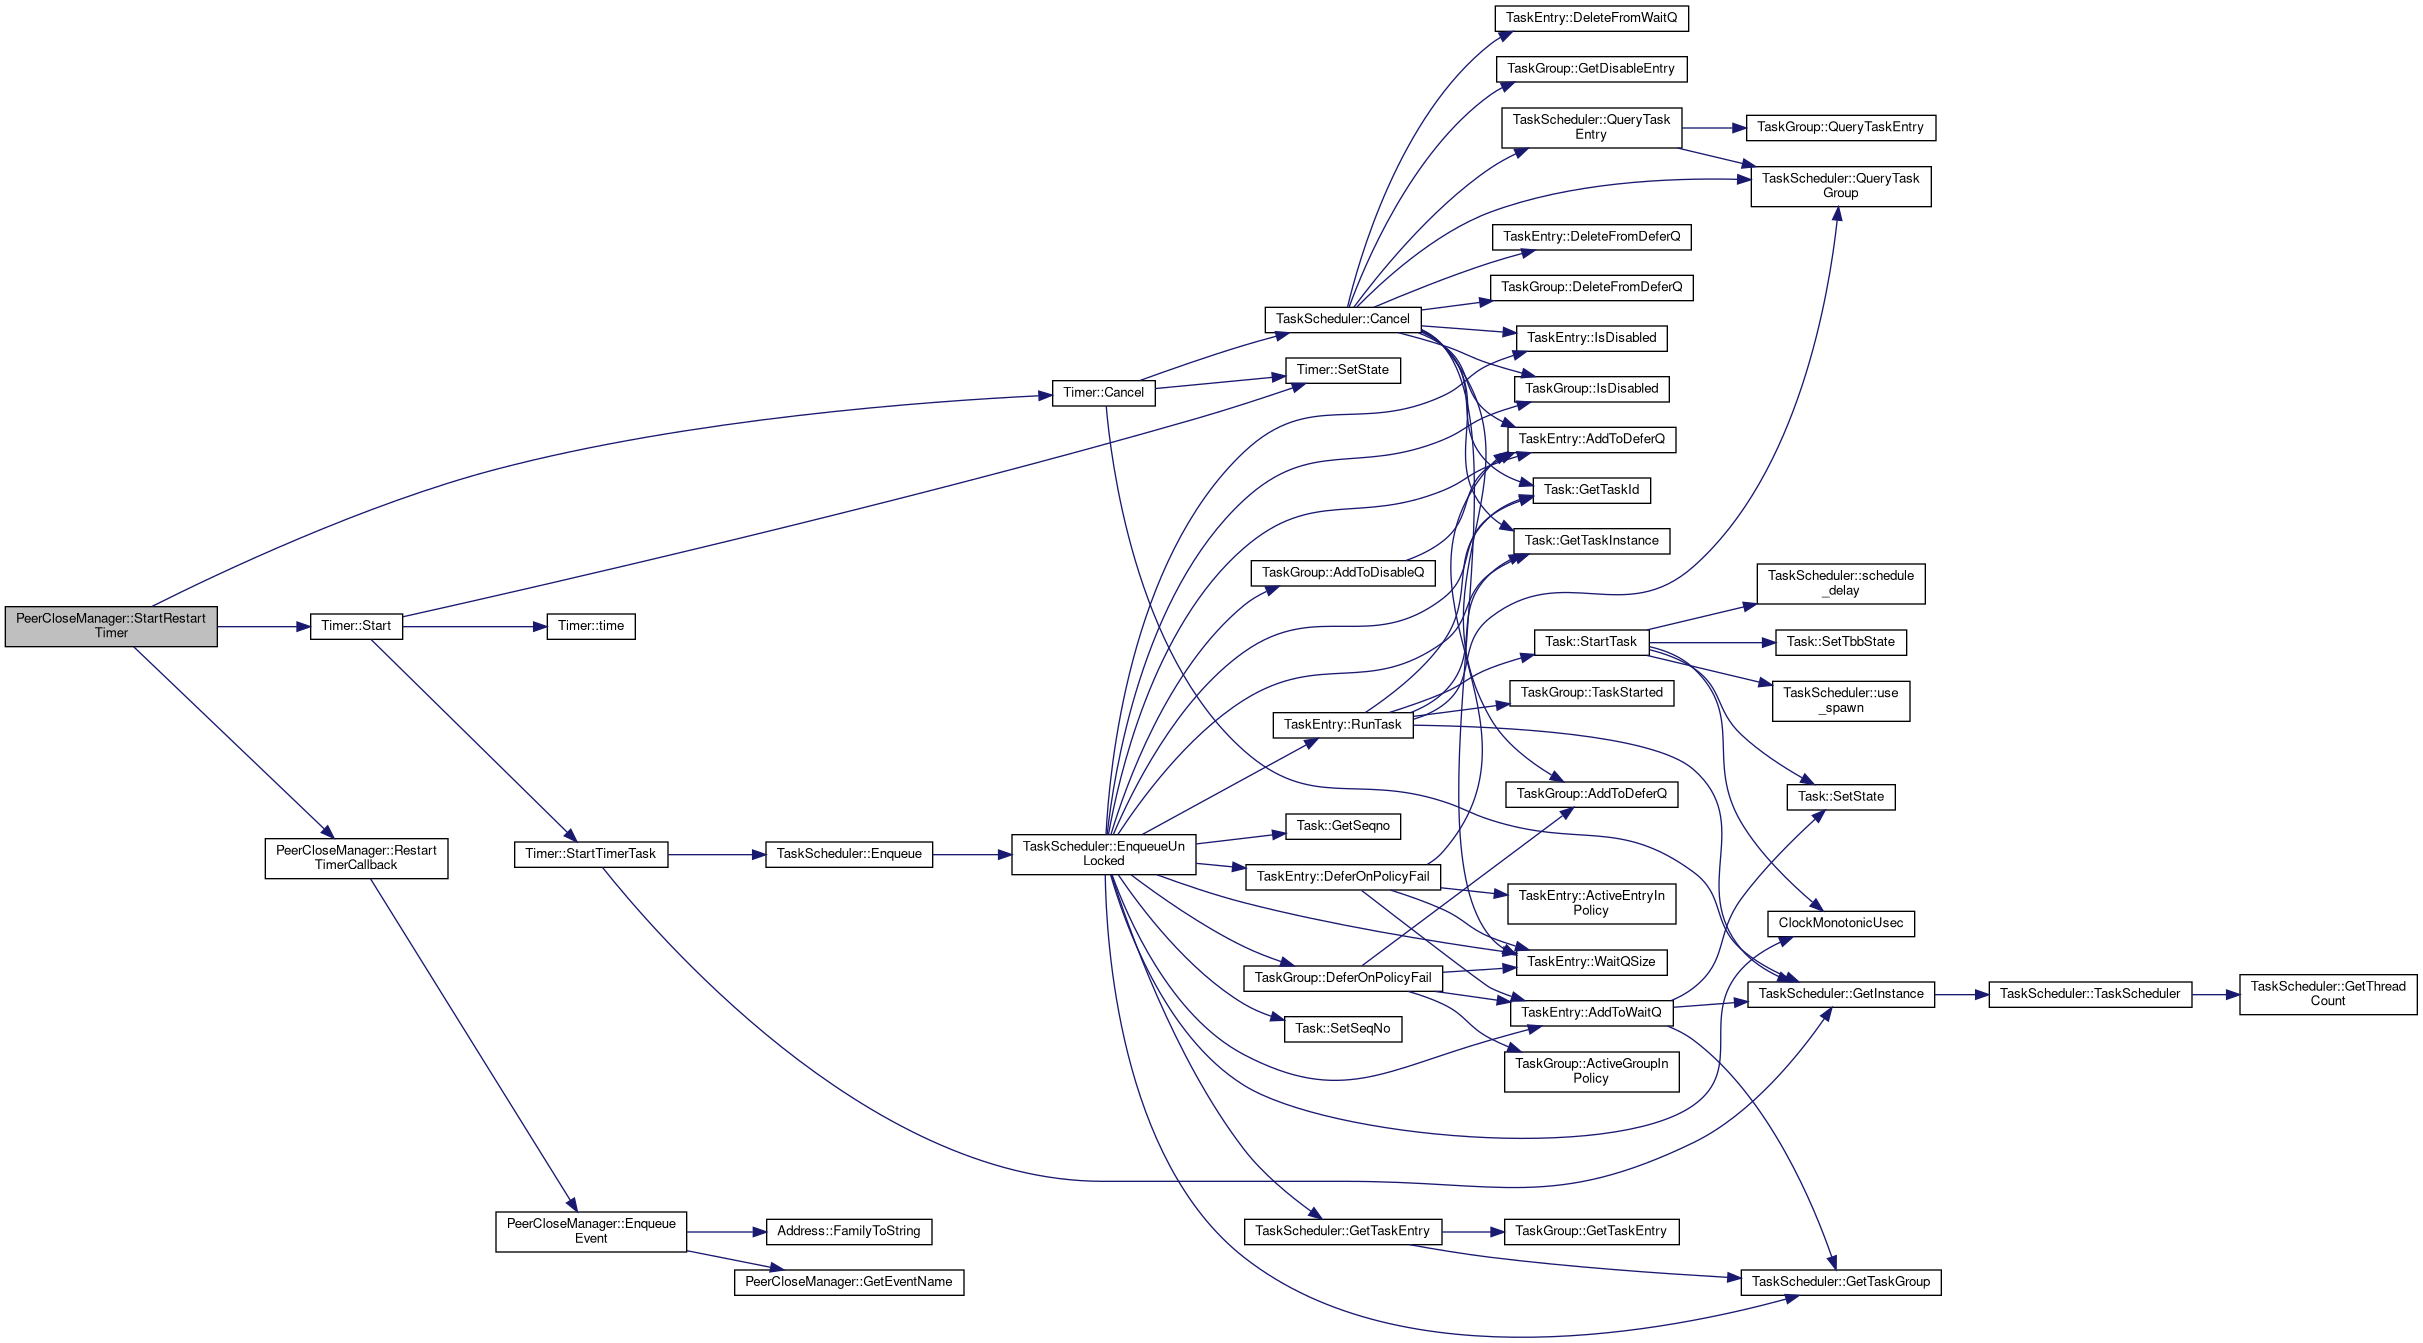 TaskEntry::DeleteFromWaitQ
TaskGroup::GetDisableEntry
TaskScheduler::QueryTask
Entry
TaskGroup::QueryTaskEntry
TaskScheduler::QueryTask
Group
TaskEntry::DeleteFromDeferQ
TaskGroup::DeleteFromDeferQ
TaskScheduler::Cancel
TaskEntry::IsDisabled
Timer::SetState
Timer::Cancel
TaskGroup::IsDisabled
TaskEntry::AddToDeferQ
Task::GetTaskId
Task::GetTaskInstance
TaskGroup::AddToDisableQ
TaskScheduler::schedule
_delay
PeerCloseManager::StartRestart
Timer
Timer::Start
Timer::time
Task::StartTask
Task::SetTbbState
TaskGroup::TaskStarted
TaskScheduler::use
_spawn
TaskEntry::RunTask
TaskGroup::AddToDeferQ
Task::SetState
Task::GetSeqno
PeerCloseManager::Restart
TimerCallback
Timer::StartTimerTask
TaskScheduler::Enqueue
TaskScheduler::EnqueueUn
Locked
TaskEntry::DeferOnPolicyFail
TaskEntry::ActiveEntryIn
Policy
ClockMonotonicUsec
TaskEntry::WaitQSize
TaskGroup::DeferOnPolicyFail
TaskScheduler::GetInstance
TaskScheduler::TaskScheduler
TaskScheduler::GetThread
Count
TaskEntry::AddToWaitQ
Task::SetSeqNo
TaskGroup::ActiveGroupIn
Policy
PeerCloseManager::Enqueue
Event
Address::FamilyToString
TaskScheduler::GetTaskEntry
TaskGroup::GetTaskEntry
PeerCloseManager::GetEventName
TaskScheduler::GetTaskGroup